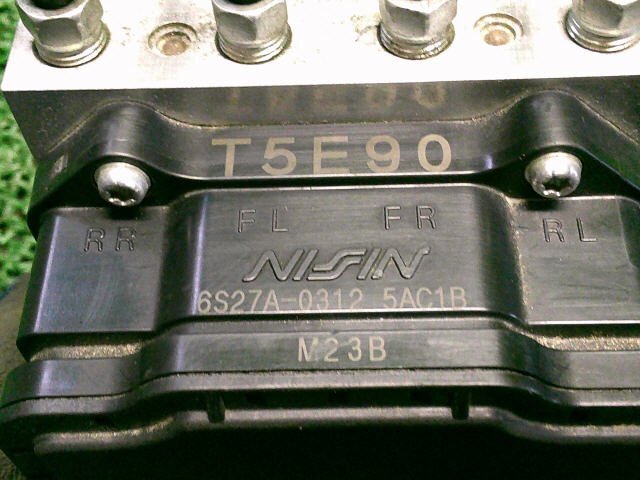 T5E90
RR FL FR RL
NISSIN
6S27A-0312 5AC1B
M23B